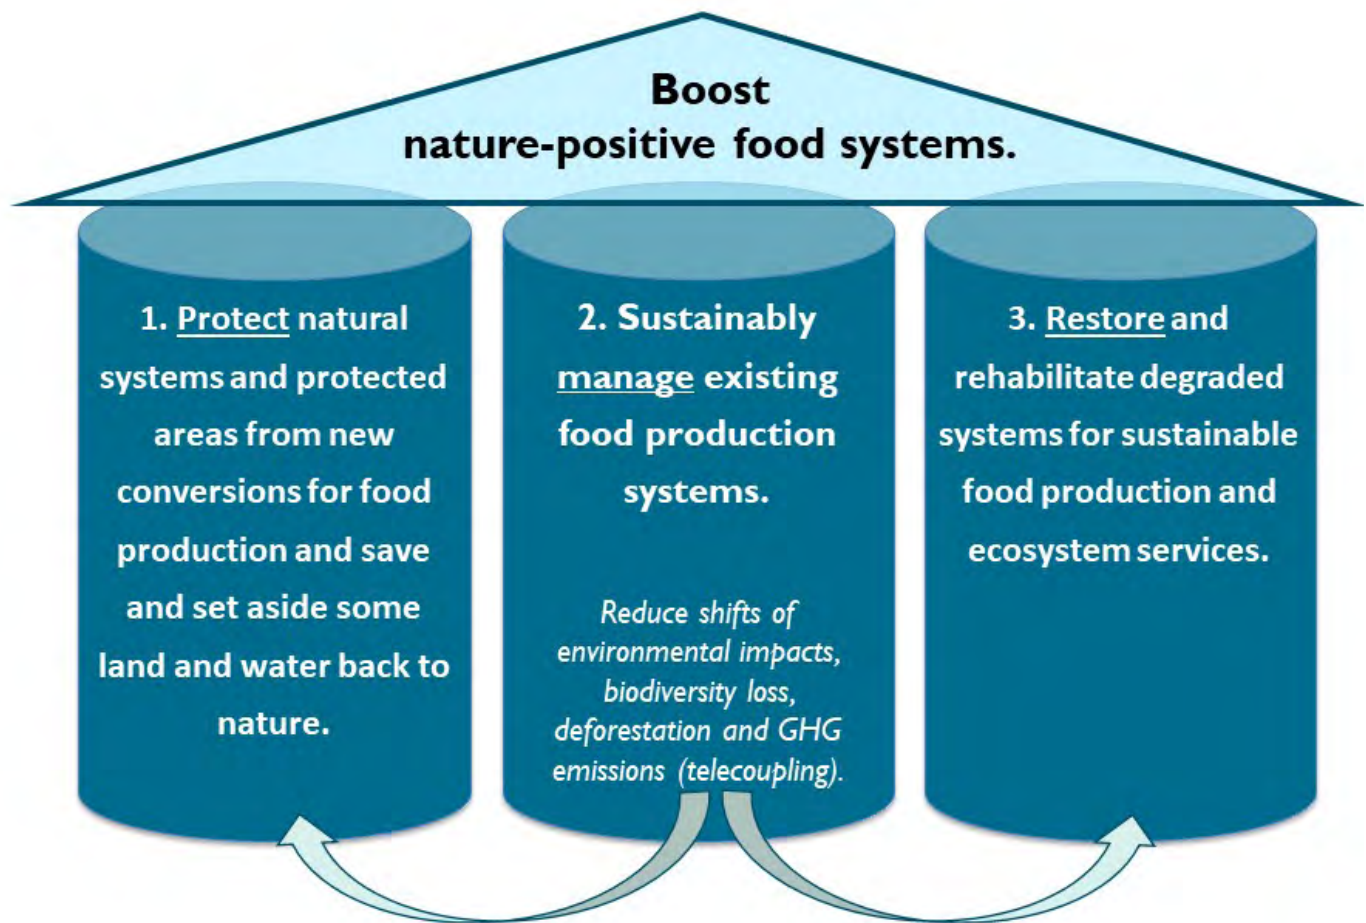 Boost
nature-positive food systems.
1. Protect natural
systems and protected
areas from new
conversions for food
production and save
and set aside some
land and water back to
nature.
2. Sustainably
manage existing
food production
systems.
Reduce shifts of
environmental impacts,
biodiversity loss,
deforestation and GHG
emissions (telecoupling).
3. Restore and
rehabilitate degraded
systems for sustainable
food production and
ecosystem services.